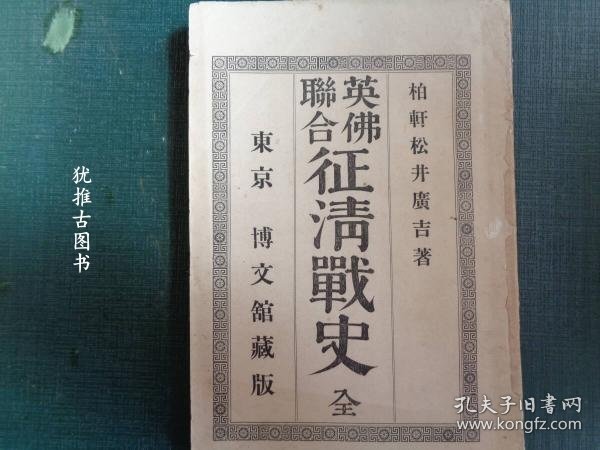 柏軒松井廣吉著
英佛
聯合
征清戰史 全
東京 博文舘藏版
犹推古图书
孔夫子旧书网
www.kongfz.com